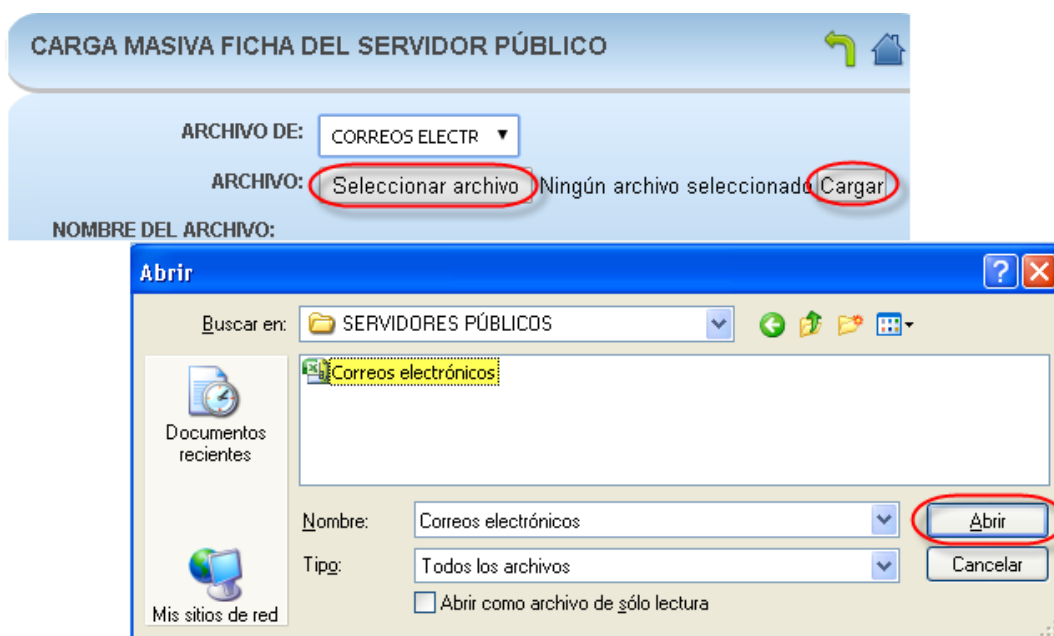 CARGA MASIVA FICHA DEL SERVIDOR PÚBLICO
ARCHIVO DE: CORREOS ELECTR
ARCHIVO: Seleccionar archivo Ningún archivo seleccionado Cargar
NOMBRE DEL ARCHIVO:
Abrir
Buscar en: SERVIDORES PÚBLICOS
Correos electrónicos
Documentos
recientes
Nombre: Correos electrónicos Abrir
Tipo: Todos los archivos Cancelar
Abrir como archivo de sólo lectura
Mis sitios de red